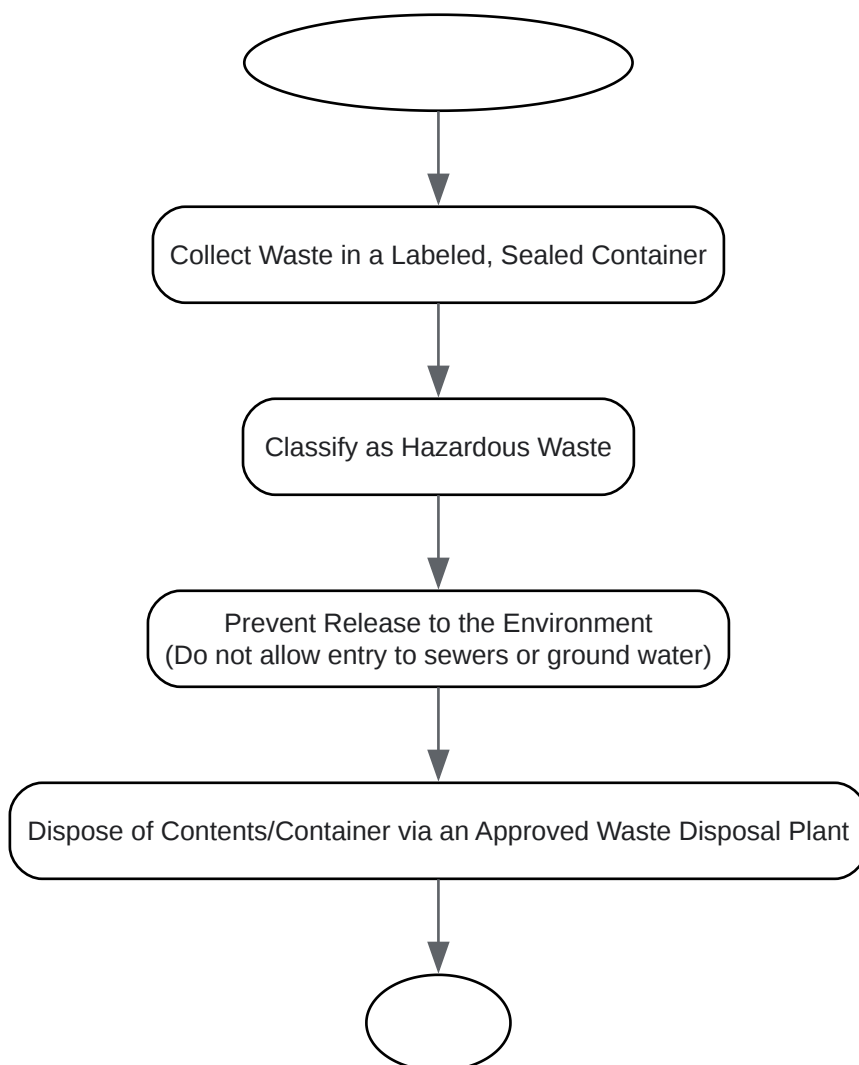 Collect Waste in a Labeled, Sealed Container
Classify as Hazardous Waste
Prevent Release to the Environment
(Do not allow entry to sewers or ground water)
Dispose of Contents/Container via an Approved Waste Disposal Plant